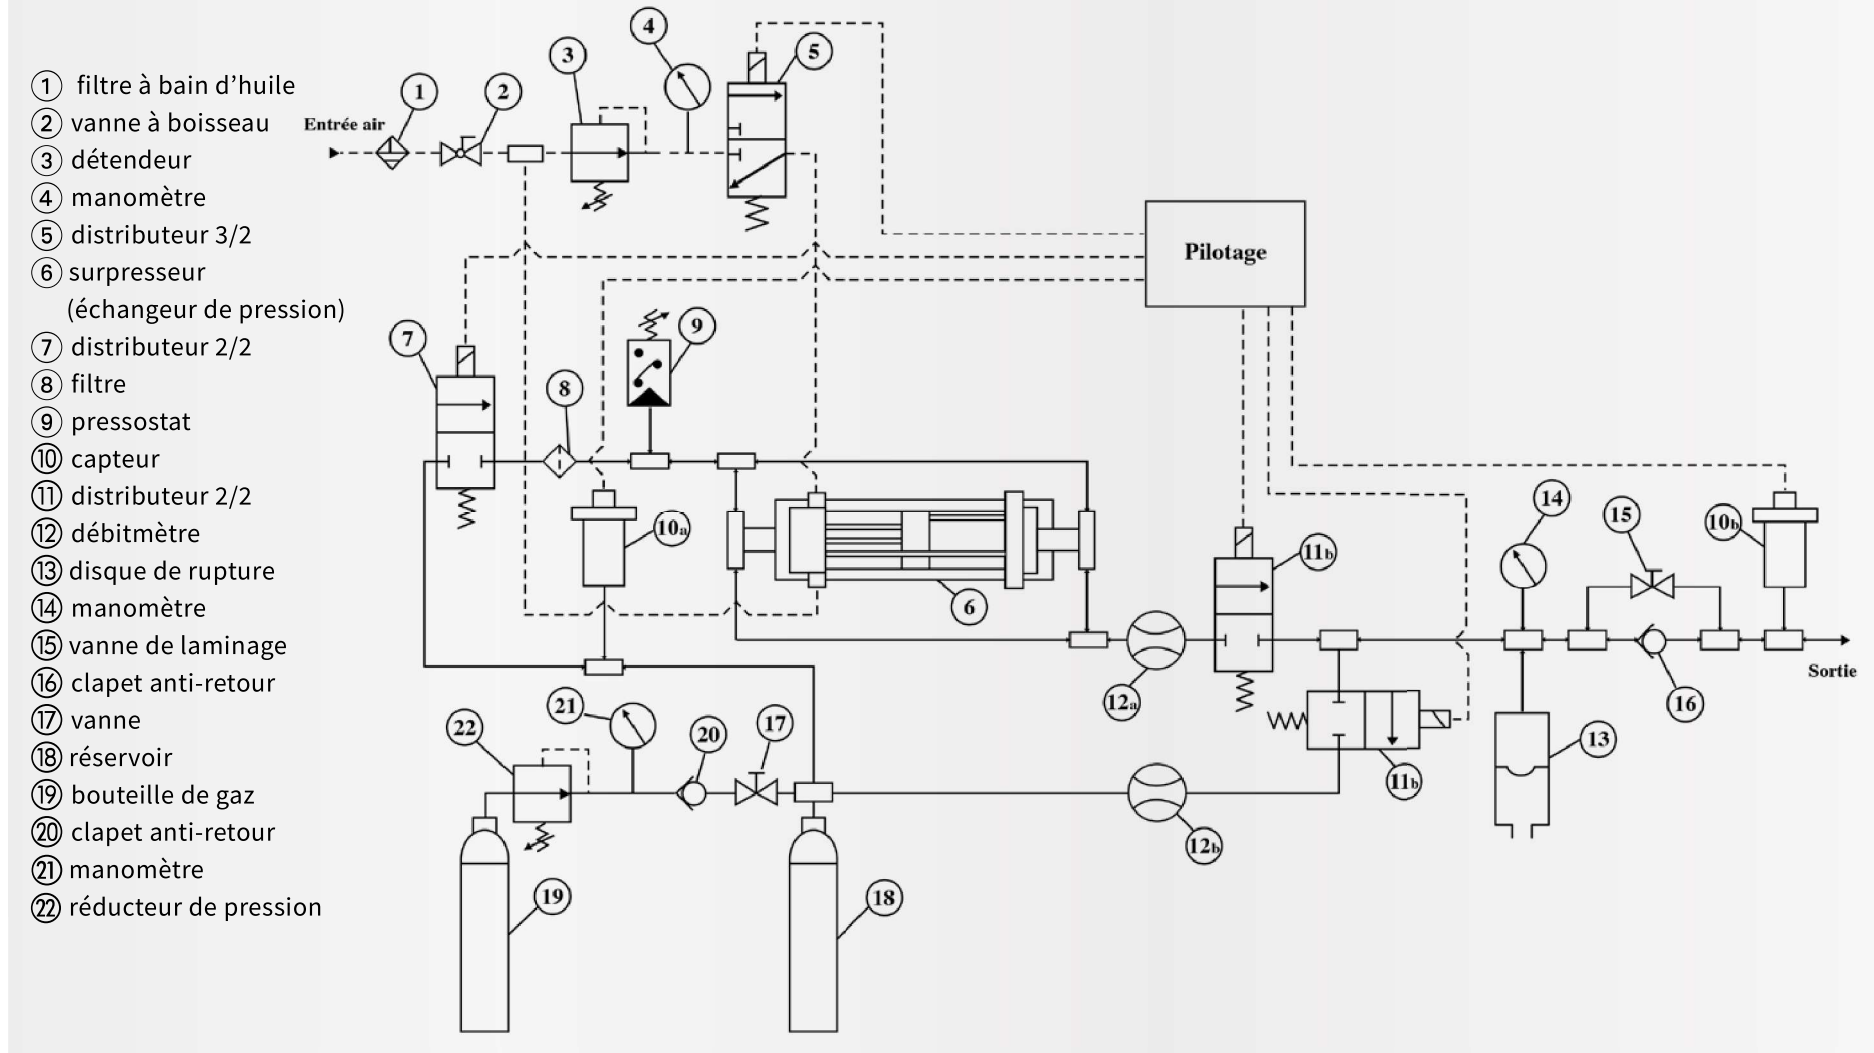 ① filtre à bain d’huile
② vanne à boisseau
③ détendeur
④ manomètre
⑤ distributeur 3/2
⑥ surpresseur
(échangeur de pression)
⑦ distributeur 2/2
⑧ filtre
⑨ pressostat
⑩ capteur
⑪ distributeur 2/2
⑫ débitmètre
⑬ disque de rupture
⑭ manomètre
⑮ vanne de laminage
⑯ clapet anti-retour
⑰ vanne
⑱ réservoir
⑲ bouteille de gaz
⑳ clapet anti-retour
㉑ manomètre
㉒ réducteur de pression
4
3
5
1
2
Entrée air
Pilotage
7
9
8
10a
6
11b
14
15
10b
12a
16
Sortie
21
22
20
17
11b
13
12b
19
18